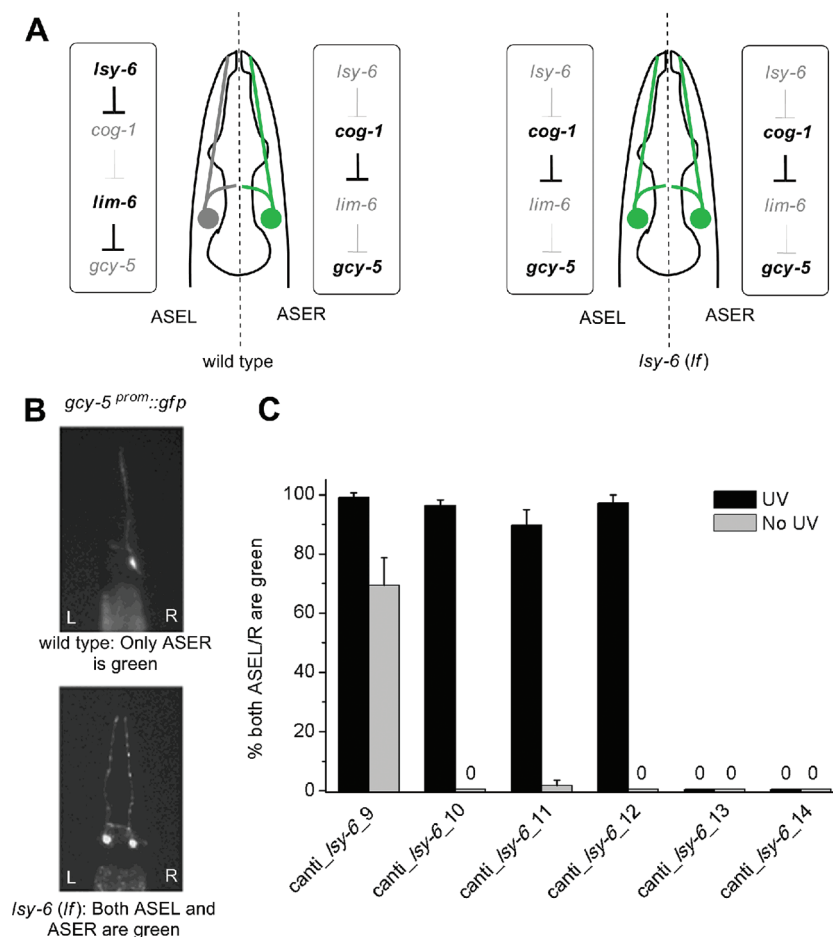 A
lsy-6
cog-1
lim-6
gcy-5
ASEL
ASER
lsy-6
cog-1
lim-6
gcy-5
wild type
lsy-6
cog-1
lim-6
gcy-5
ASEL
ASER
lsy-6
cog-1
lim-6
gcy-5
lsy-6 (lf)
B
gcy-5 prom::gfp
L R
wild type: Only ASER
is green
L R
lsy-6 (lf): Both ASEL and
ASER are green
C
% both ASEL/R are green
100
80
60
40
20
0
UV
No UV
0
0
0 0
0 0
canti_lsy-6_9
canti_lsy-6_10
canti_lsy-6_11
canti_lsy-6_12
canti_lsy-6_13
canti_lsy-6_14